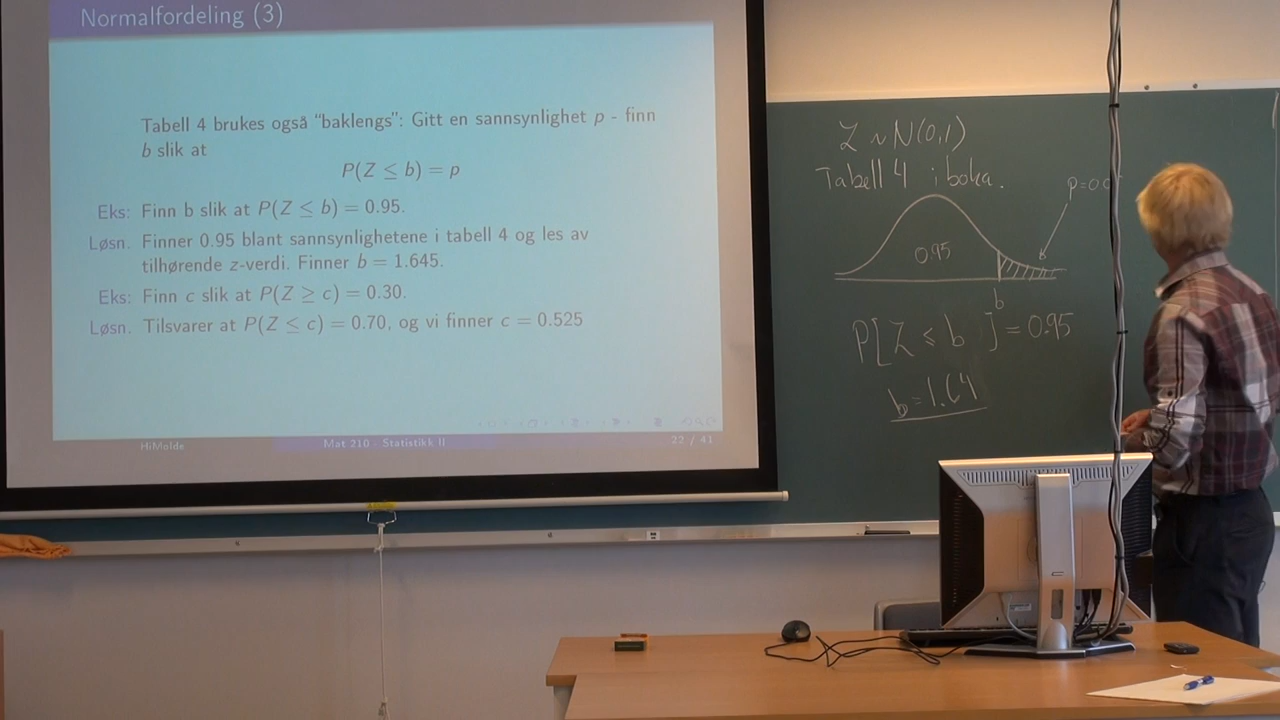 Normalfordeling (3)
Tabell 4 brukes også "baklengs": Gitt en sannsynlighet p - finn
b slik at
P(Z ≤ b) = p
Eks: Finn b slik at P(Z ≤ b) = 0.95.
Løsn. Finner 0.95 blant sannsynlighetene i tabell 4 og les av
tilhørende z-verdi. Finner b = 1.645.
Eks: Finn c slik at P(Z ≥ c) = 0.30.
Løsn. Tilsvarer at P(Z ≤ c) = 0.70, og vi finner c = 0.525
HiMolde Mat 210 - Statistikk II 22 / 41
Z ~ N(0,1)
Tabell 4 i boka.
0.95
b
P[Z ≤ b ] = 0.95
b = 1.64